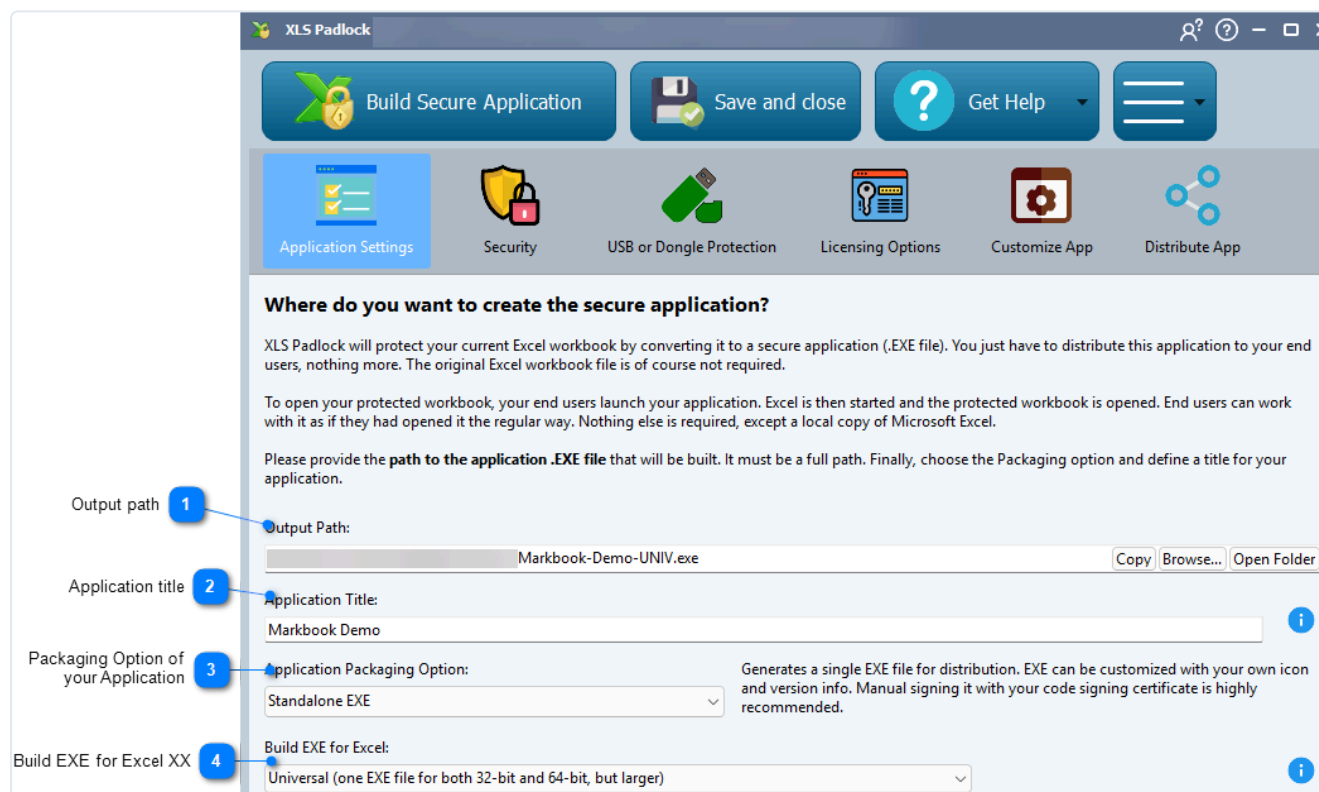 XLS Padlock
Build Secure Application
Save and close
Get Help
Application Settings
Security
USB or Dongle Protection
Licensing Options
Customize App
Distribute App
Where do you want to create the secure application?
XLS Padlock will protect your current Excel workbook by converting it to a secure application (.EXE file). You just have to distribute this application to your end
users, nothing more. The original Excel workbook file is of course not required.
To open your protected workbook, your end users launch your application. Excel is then started and the protected workbook is opened. End users can work
with it as if they had opened it the regular way. Nothing else is required, except a local copy of Microsoft Excel.
Please provide the path to the application .EXE file that will be built. It must be a full path. Finally, choose the Packaging option and define a title for your
application.
Output path 1
Output Path:
Markbook-Demo-UNIV.exe
Copy Browse... Open Folder
Application title 2
Application Title:
Markbook Demo
Packaging Option of
your Application 3
Application Packaging Option:
Standalone EXE
Generates a single EXE file for distribution. EXE can be customized with your own icon
and version info. Manual signing it with your code signing certificate is highly
recommended.
Build EXE for Excel XX 4
Build EXE for Excel:
Universal (one EXE file for both 32-bit and 64-bit, but larger)